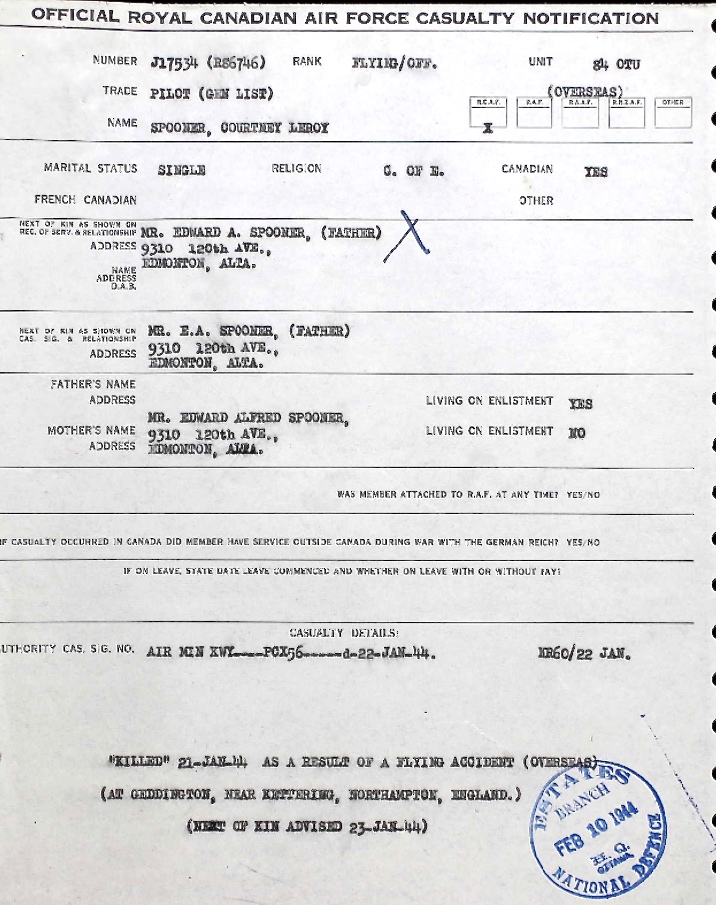 OFFICIAL ROYAL CANADIAN AIR FORCE CASUALTY NOTIFICATION
NUMBER J17534 (R86746) RANK FLYING/OFF. UNIT 84 OTU
TRADE PILOT (GEN LIST) (OVERSEAS)
R.C.A.F. R.A.F. R.A.A.F. R.N.Z.A.F. OTHER
X
NAME SPOONER, COURTNEY LEROY
MARITAL STATUS SINGLE RELIGION C. OF E. CANADIAN YES
FRENCH CANADIAN OTHER
NEXT OF KIN AS SHOWN ON
REC. OF SERV. & RELATIONSHIP MR. EDWARD A. SPOONER, (FATHER) X
ADDRESS 9310 120th AVE.,
EDMONTON, ALTA.
NAME
ADDRESS
D.A.B.
NEXT OF KIN AS SHOWN ON
CAS. SIG. & RELATIONSHIP MR. E.A. SPOONER, (FATHER)
ADDRESS 9310 120th AVE.,
EDMONTON, ALTA.
FATHER'S NAME
ADDRESS LIVING ON ENLISTMENT YES
MR. EDWARD ALFRED SPOONER,
MOTHER'S NAME 9310 120th AVE., LIVING ON ENLISTMENT NO
ADDRESS EDMONTON, ALTA.
WAS MEMBER ATTACHED TO R.A.F. AT ANY TIME? YES/NO
IF CASUALTY OCCURRED IN CANADA DID MEMBER HAVE SERVICE OUTSIDE CANADA DURING WAR WITH THE GERMAN REICH? YES/NO
IF ON LEAVE, STATE DATE LEAVE COMMENCED AND WHETHER ON LEAVE WITH OR WITHOUT PAY?
CASUALTY DETAILS:
AUTHORITY CAS. SIG. NO. AIR MIN KWY----PCX56-----d-22-JAN-44. KR60/22 JAN.
"KILLED" 21-JAN-44 AS A RESULT OF A FLYING ACCIDENT (OVERSEAS)
(AT GEDDINGTON, NEAR KETTERING, NORTHAMPTON, ENGLAND.)
(NEXT OF KIN ADVISED 23-JAN-44)
ESTATES
BRANCH
FEB 10 1944
H.Q.
OTTAWA
NATIONAL DEFENCE